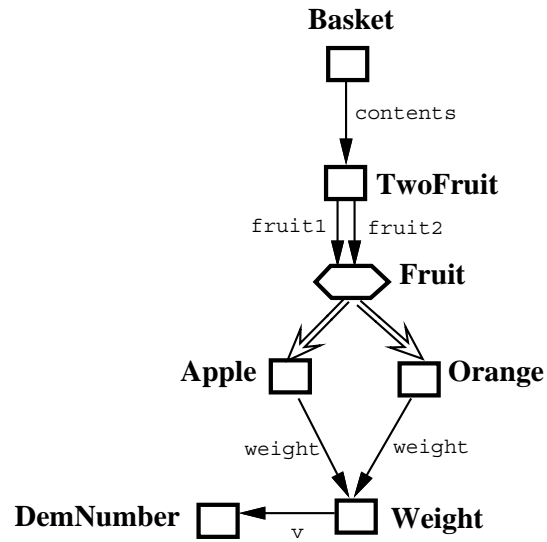 Basket
contents
TwoFruit
fruit1 fruit2
Fruit
Apple Orange
weight weight
DemNumber Weight
v